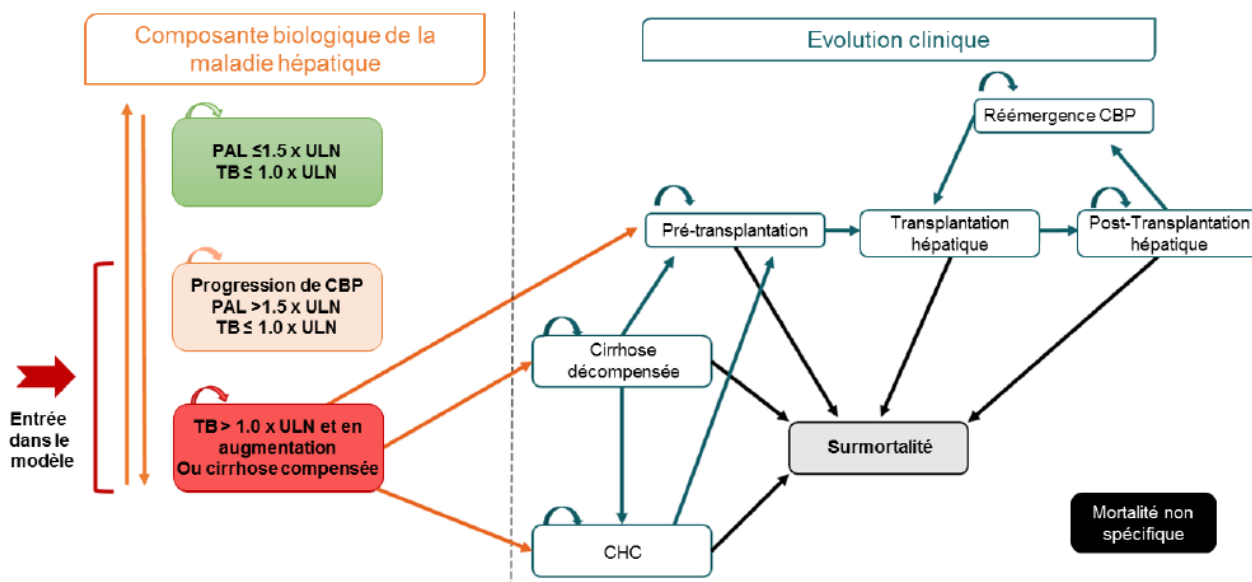 Composante biologique de la
maladie hépatique
Evolution clinique
PAL ≤1.5 x ULN
TB ≤ 1.0 x ULN
Progression de CBP
PAL >1.5 x ULN
TB ≤ 1.0 x ULN
Entrée
dans le
modèle
TB > 1.0 x ULN et en
augmentation
Ou cirrhose compensée
Réémergence CBP
Pré-transplantation
Transplantation
hépatique
Post-Transplantation
hépatique
Cirrhose
décompensée
Surmortalité
CHC
Mortalité non
spécifique